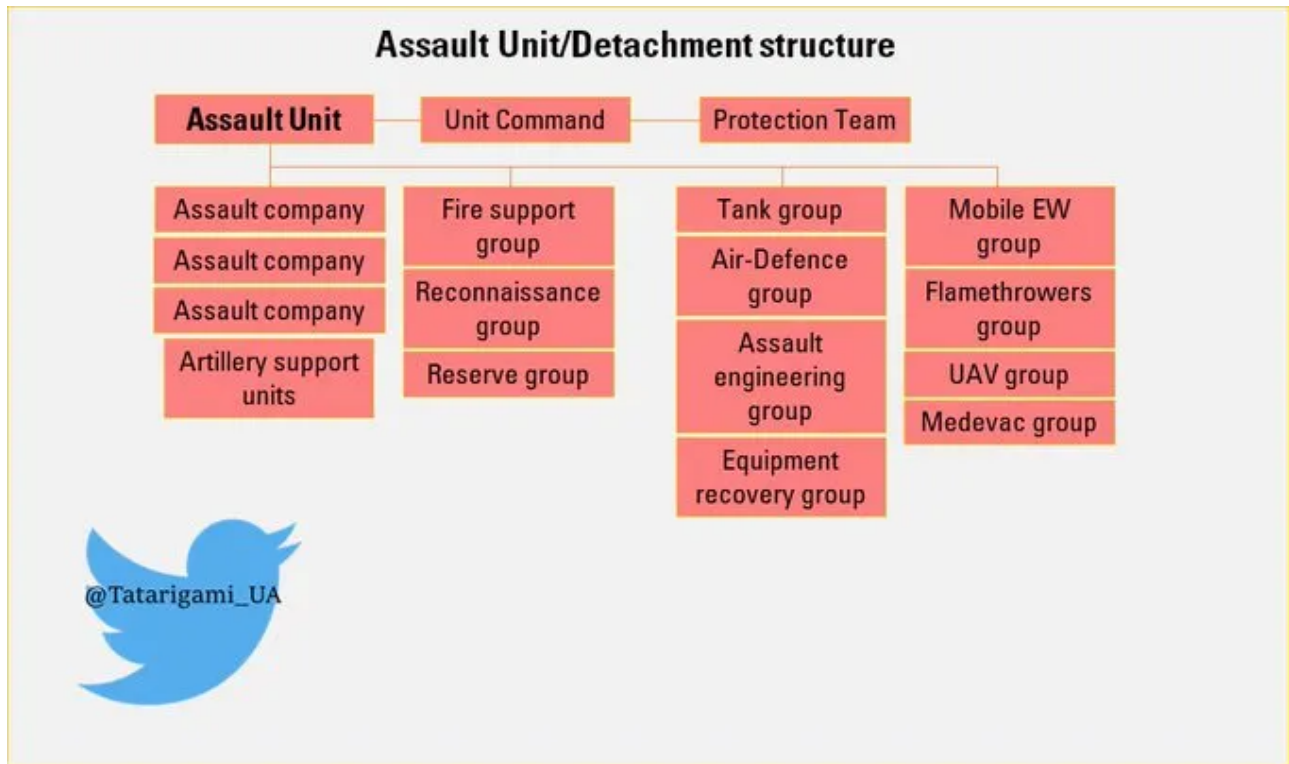 Assault Unit/Detachment structure
Assault Unit
Unit Command
Protection Team
Assault company
Assault company
Assault company
Artillery support
units
Fire support
group
Reconnaissance
group
Reserve group
Tank group
Air-Defence
group
Assault
engineering
group
Equipment
recovery group
Mobile EW
group
Flamethrowers
group
UAV group
Medevac group
@Tatarigami_UA